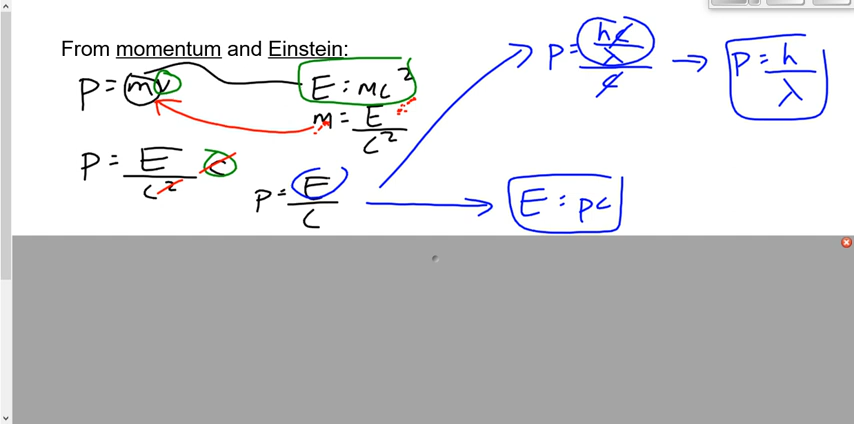 From momentum and Einstein:
P = mv
E = mc²
m = E/c²
P = E/c² c
P = E/c
P = (hc/λ)/c → P = h/λ
E = pc